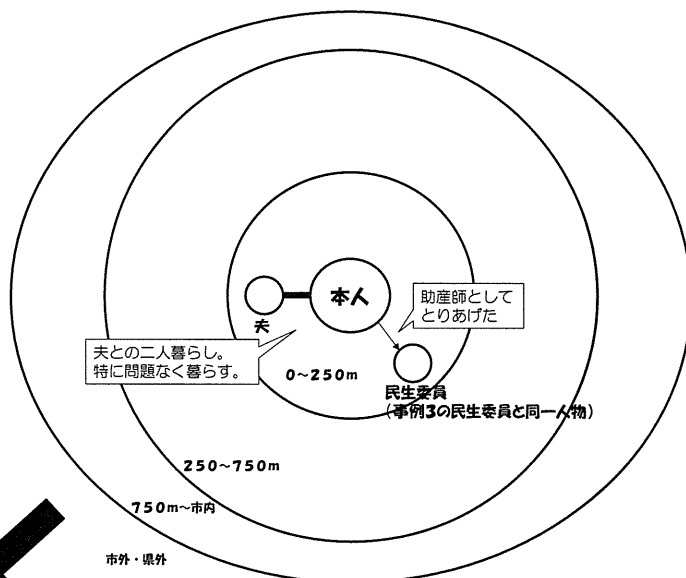 本人
助産師として
とりあげた
夫
夫との二人暮らし。
特に問題なく暮らす。
0～250m
民生委員
（事例3の民生委員と同一人物）
250～750m
750m～市内
市外・県外